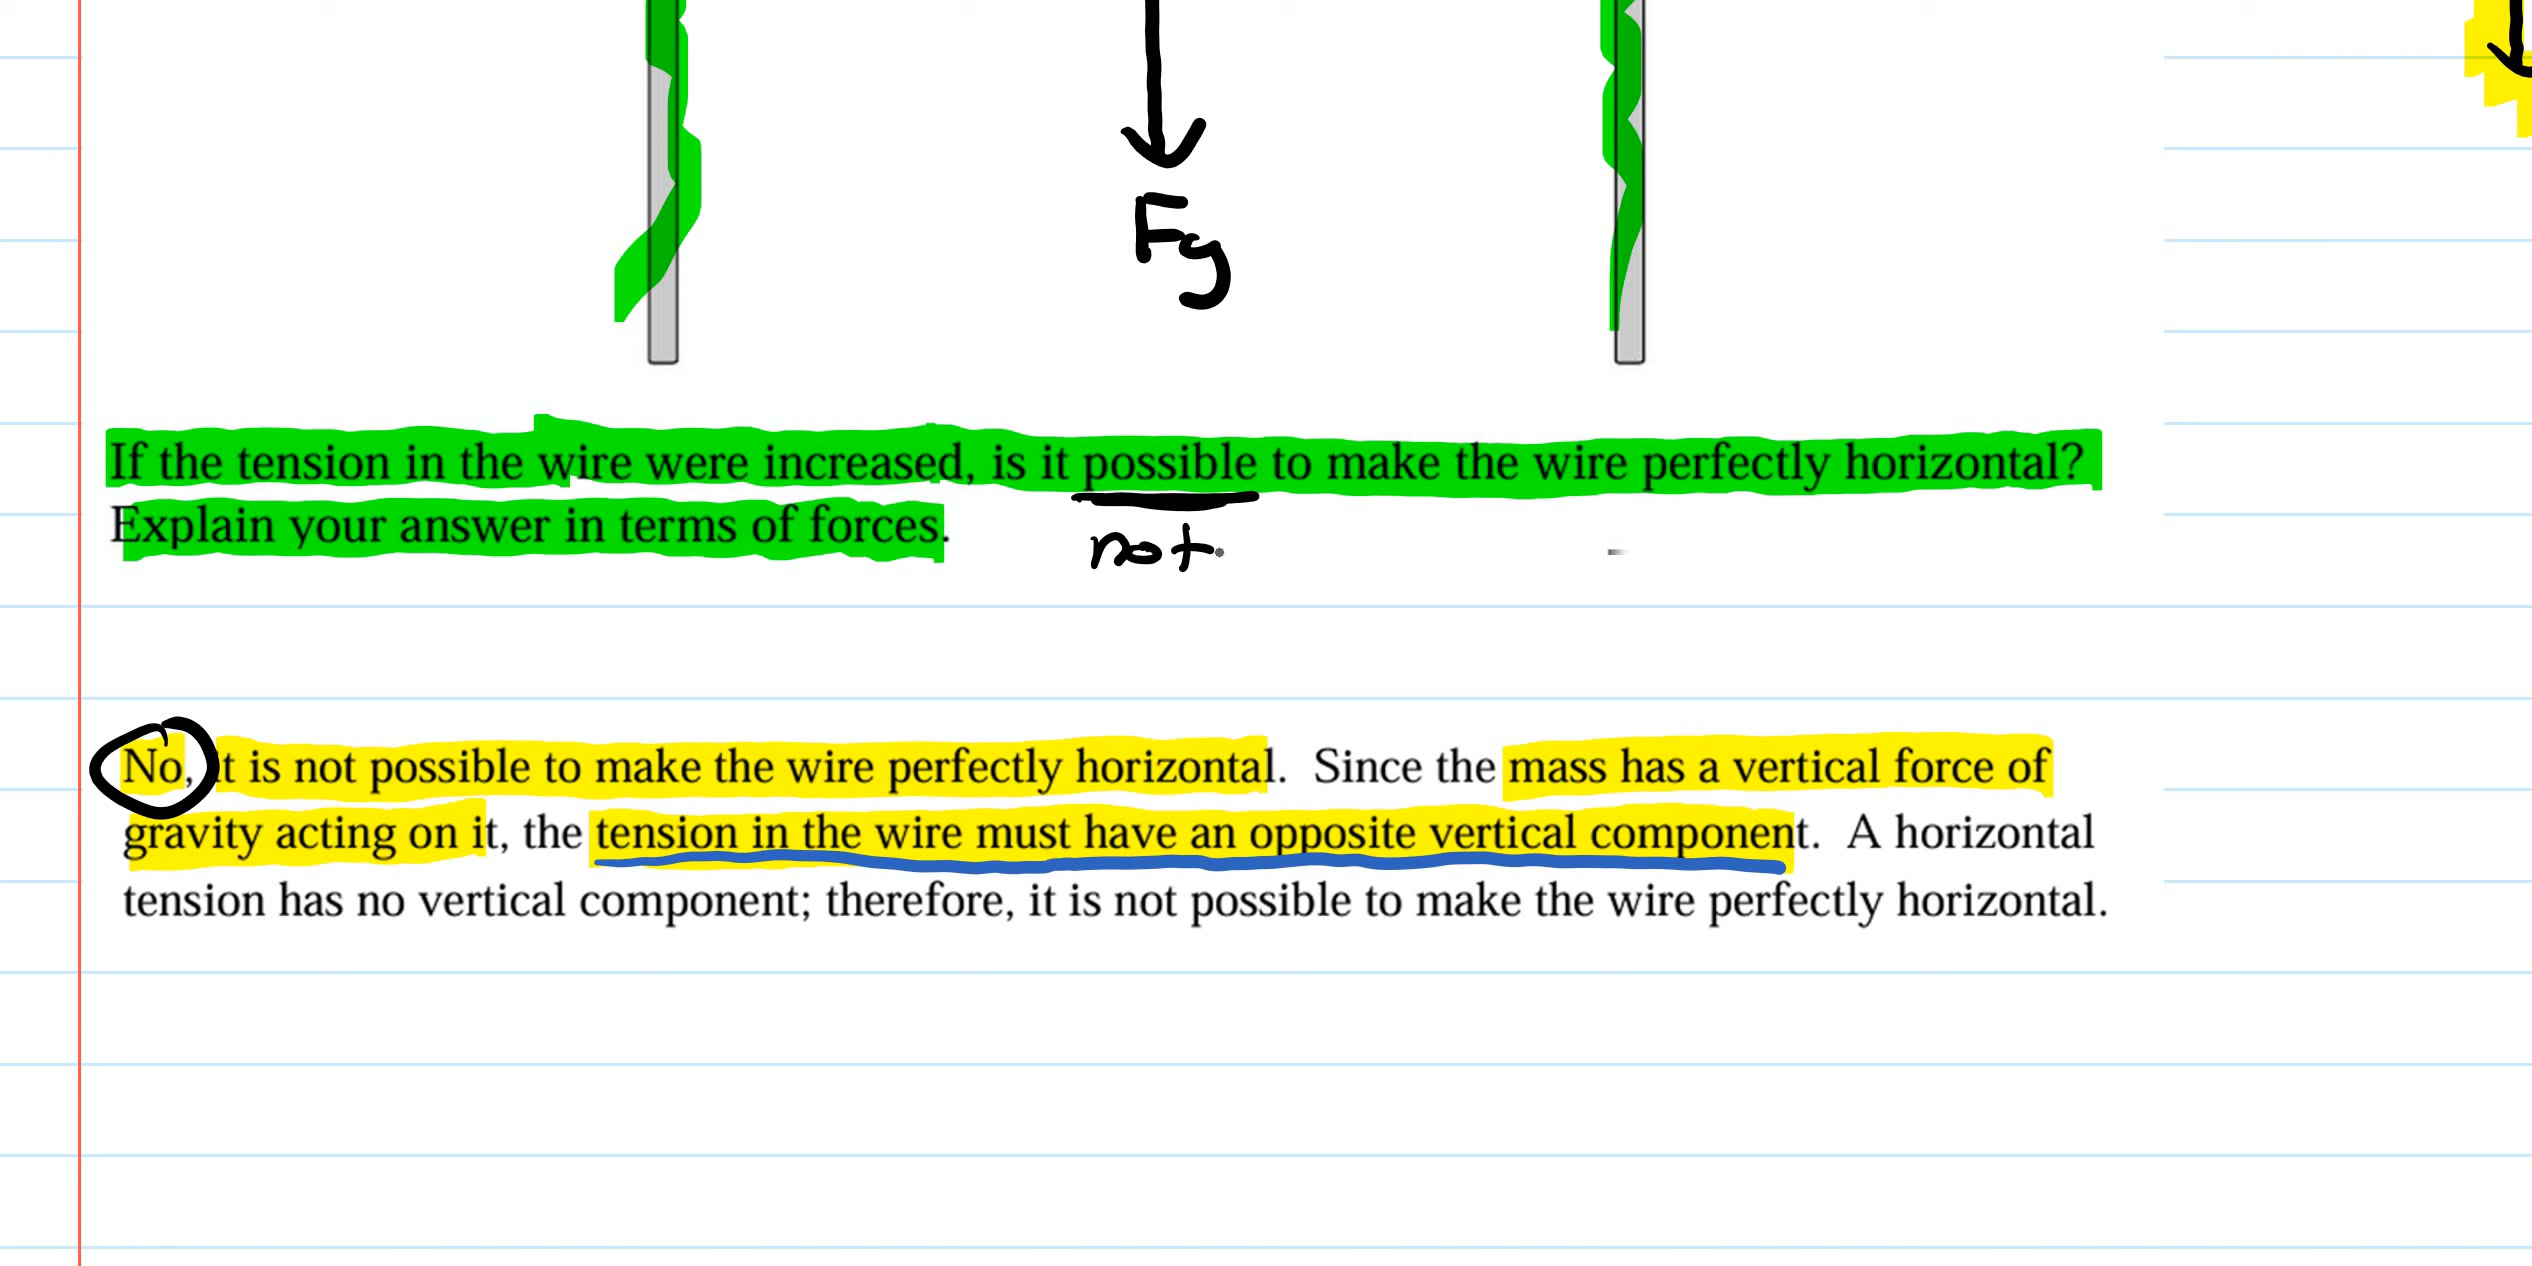 Fg
If the tension in the wire were increased, is it possible to make the wire perfectly horizontal?
Explain your answer in terms of forces.
not
No, it is not possible to make the wire perfectly horizontal. Since the mass has a vertical force of
gravity acting on it, the tension in the wire must have an opposite vertical component. A horizontal
tension has no vertical component; therefore, it is not possible to make the wire perfectly horizontal.